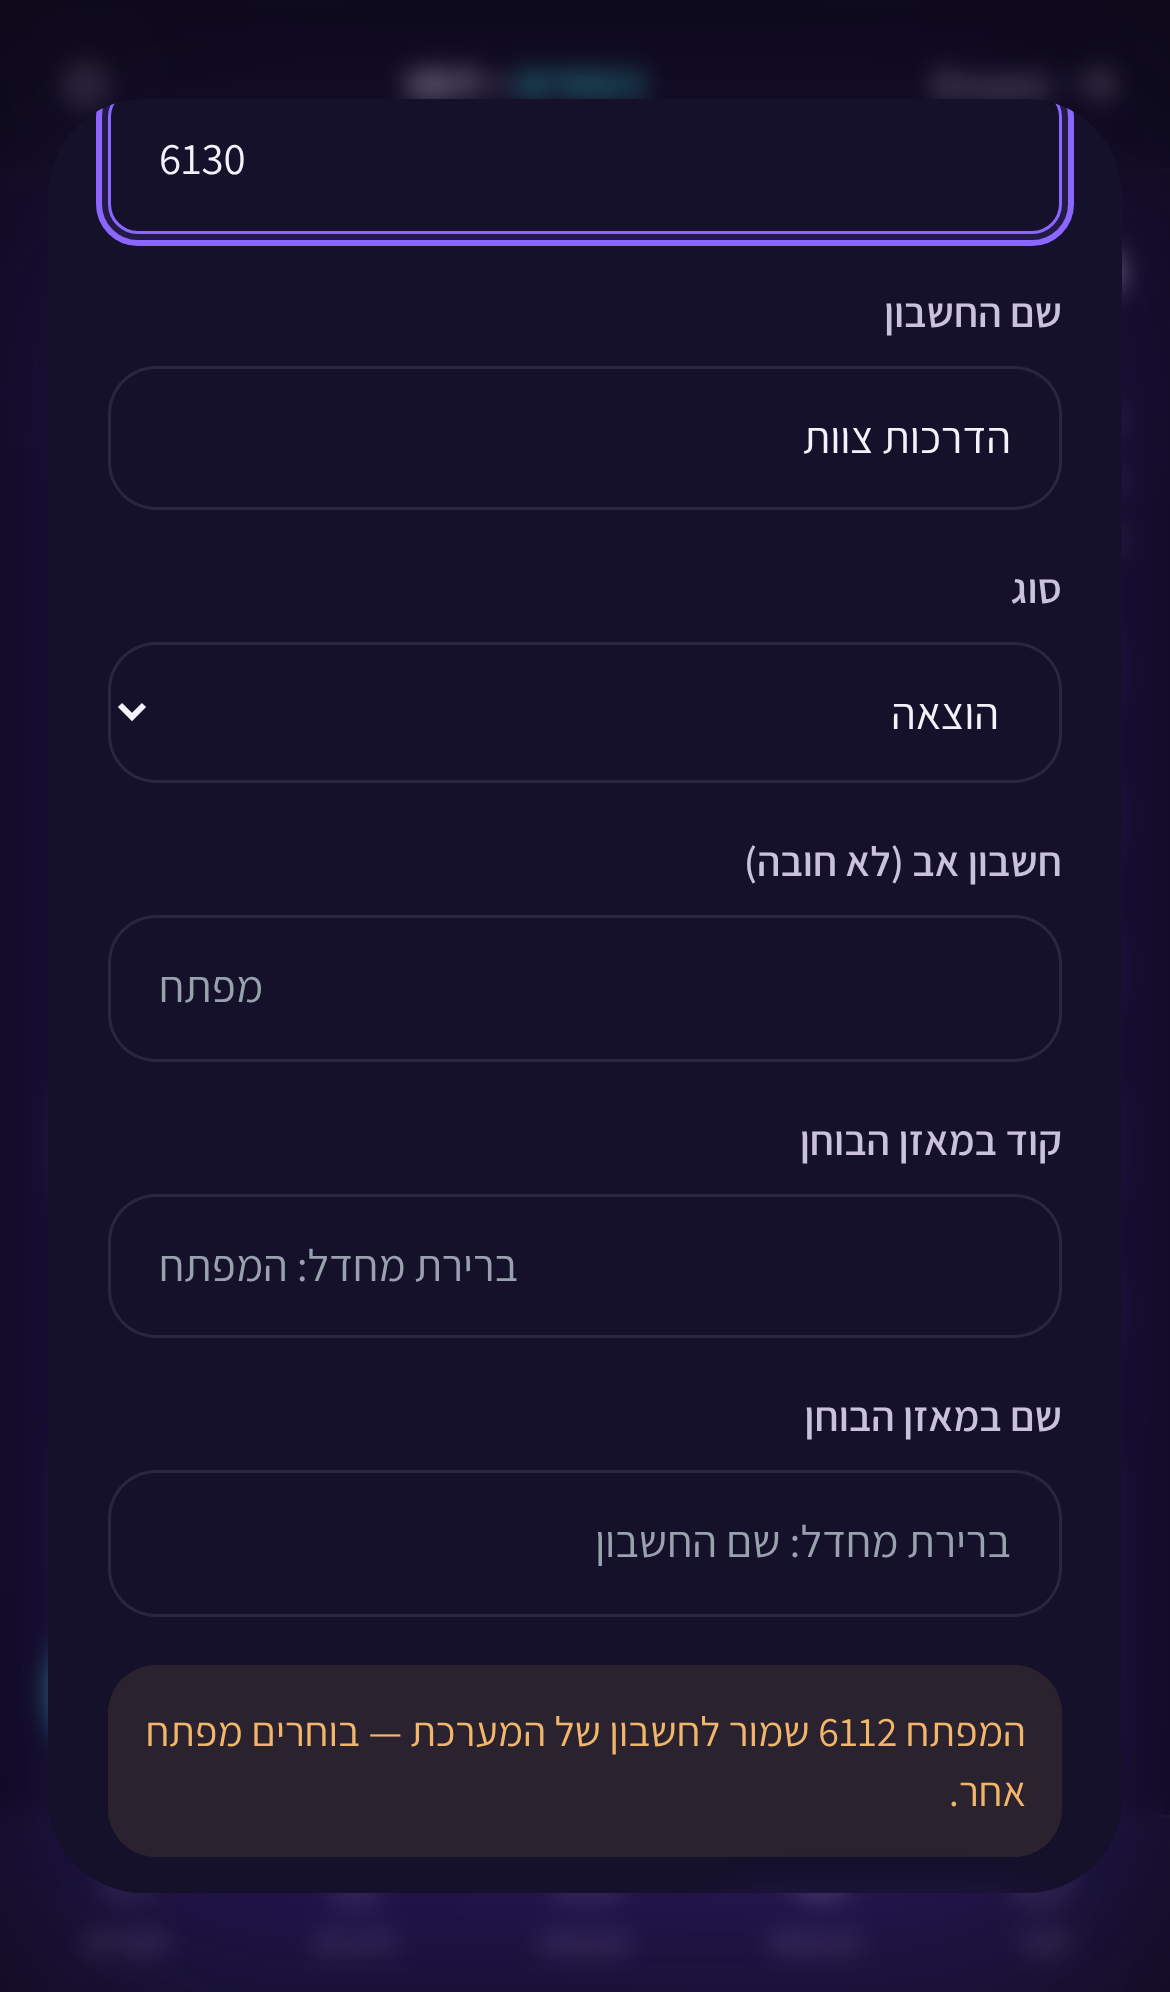 6130
שם החשבון
הדרכות צוות
סוג
הוצאה
חשבון אב (לא חובה)
מפתח
קוד במאזן הבוחן
ברירת מחדל: המפתח
שם במאזן הבוחן
ברירת מחדל: שם החשבון
המפתח 6112 שמור לחשבון של המערכת — בוחרים מפתח
אחר.